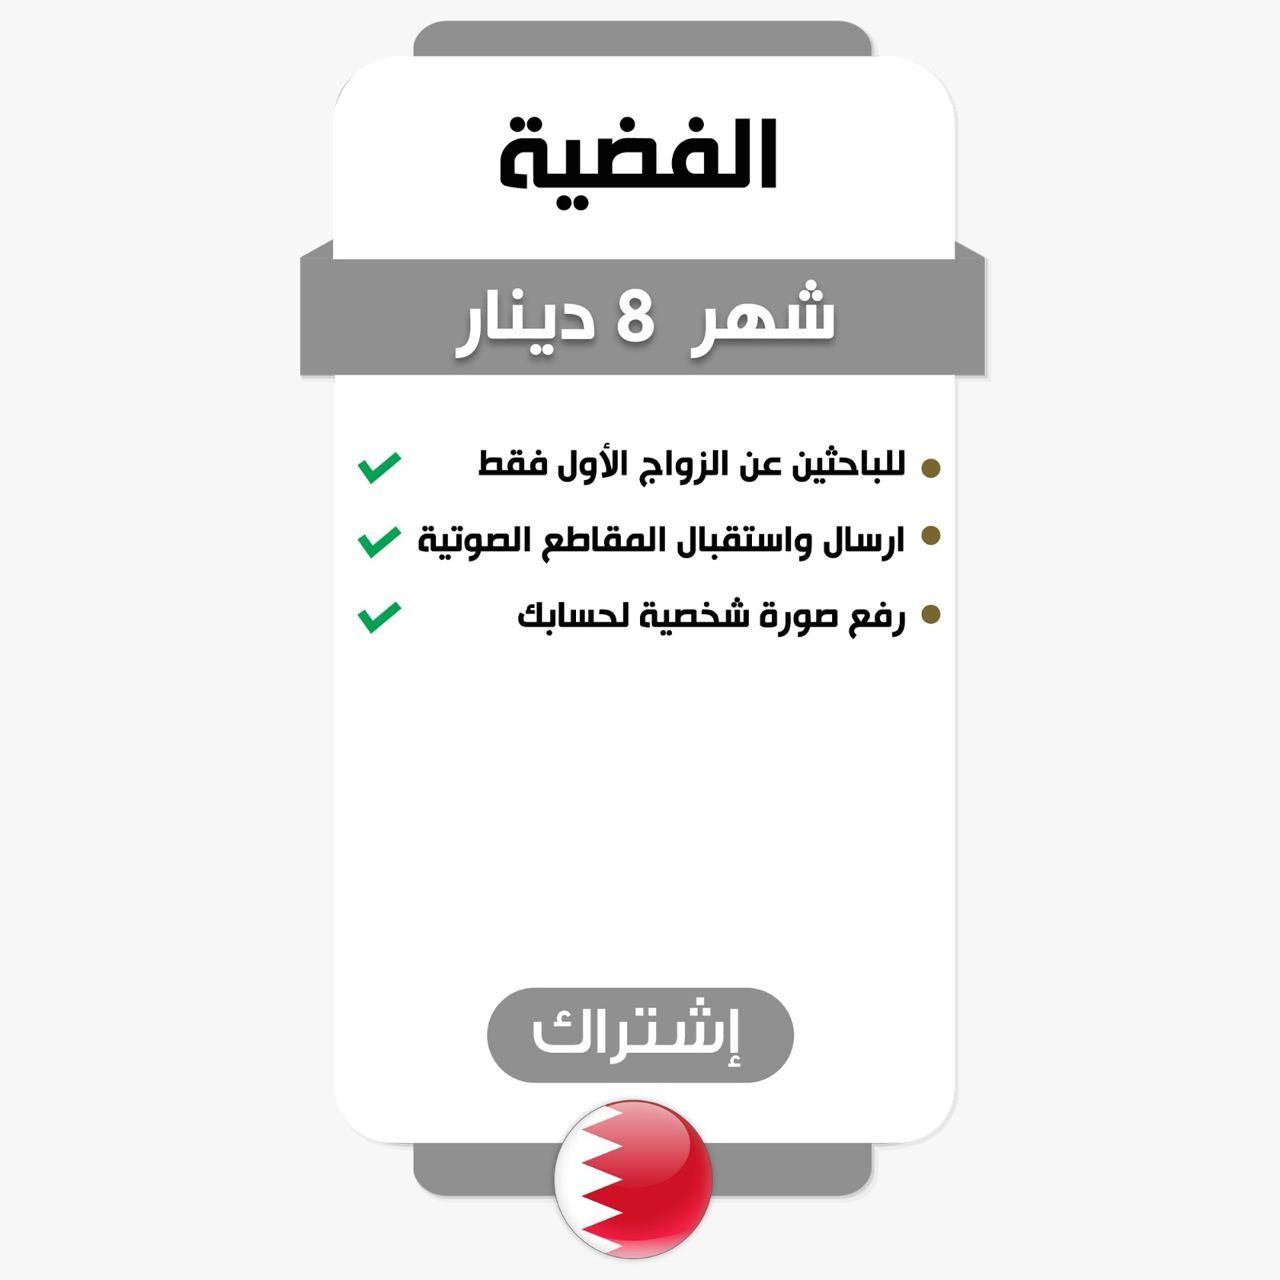 الفضية
شهر 8 دينار
للباحثين عن الزواج الأول فقط
ارسال واستقبال المقاطع الصوتية
رفع صورة شخصية لحسابك
إشتراك